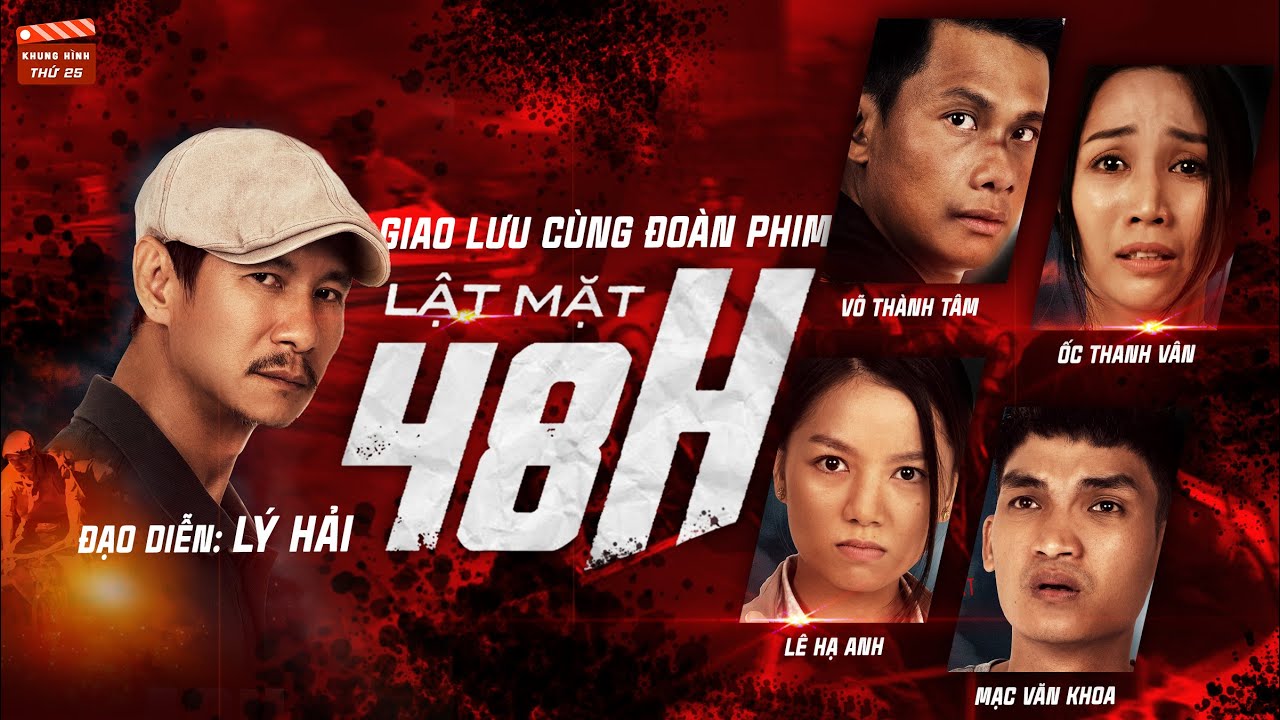 KHUNG HÌNH
THỨ 25
GIAO LƯU CÙNG ĐOÀN PHIM
LẬT MẶT
48H
ĐẠO DIỄN: LÝ HẢI
VÕ THÀNH TÂM
ỐC THANH VÂN
LÊ HẠ ANH
MẠC VĂN KHOA